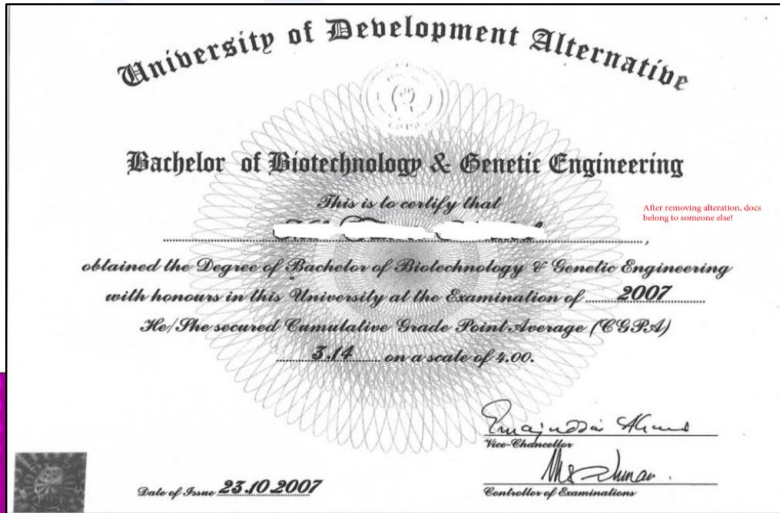 University of Development Alternative
Bachelor of Biotechnology & Genetic Engineering
This is to certify that
After removing alteration, docs
belong to someone else!
obtained the Degree of Bachelor of Biotechnology & Genetic Engineering
with honours in this University at the Examination of 2007
He/She secured Cumulative Grade Point Average (CGPA)
3.14 on a scale of 4.00.
Vice-Chancellor
Controller of Examinations
Date of Issue 23.10.2007